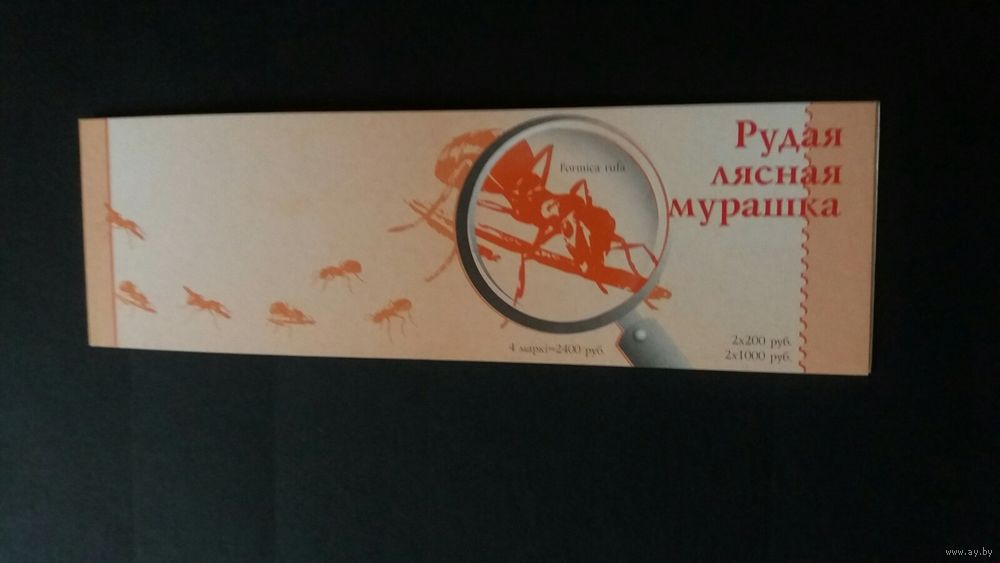 Рудая
лясная
мурашка
Formica rufa
4 маркі=2400 руб.
2x200 руб.
2x1000 руб.
www.ay.by